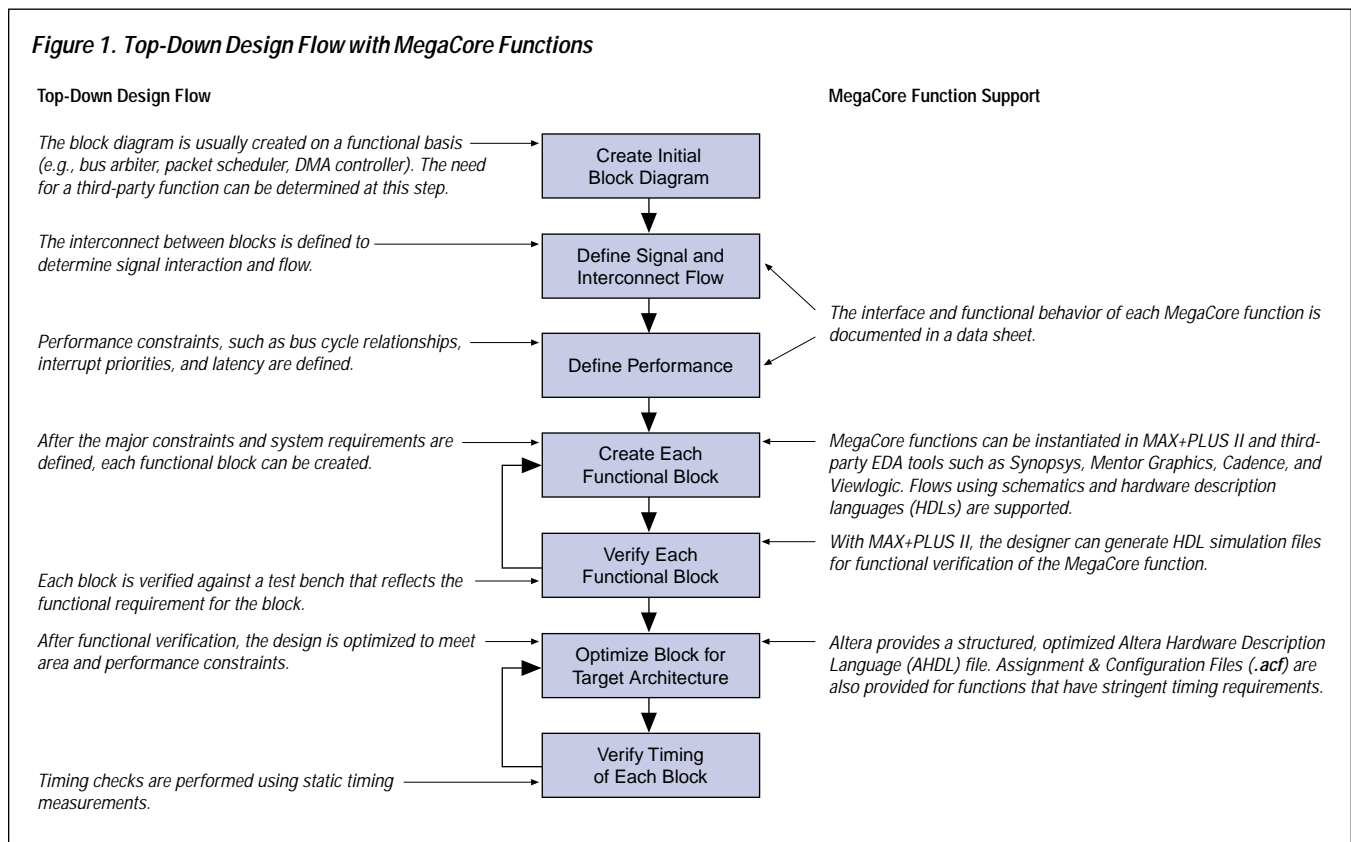 Figure 1. Top-Down Design Flow with MegaCore Functions
Top-Down Design Flow
MegaCore Function Support
The block diagram is usually created on a functional basis
(e.g., bus arbiter, packet scheduler, DMA controller). The need
for a third-party function can be determined at this step.
Create Initial
Block Diagram
The interconnect between blocks is defined to
determine signal interaction and flow.
Define Signal and
Interconnect Flow
The interface and functional behavior of each MegaCore function is
documented in a data sheet.
Performance constraints, such as bus cycle relationships,
interrupt priorities, and latency are defined.
Define Performance
After the major constraints and system requirements are
defined, each functional block can be created.
Create Each
Functional Block
MegaCore functions can be instantiated in MAX+PLUS II and third-
party EDA tools such as Synopsys, Mentor Graphics, Cadence, and
Viewlogic. Flows using schematics and hardware description
languages (HDLs) are supported.
Verify Each
Functional Block
With MAX+PLUS II, the designer can generate HDL simulation files
for functional verification of the MegaCore function.
Each block is verified against a test bench that reflects the
functional requirement for the block.
After functional verification, the design is optimized to meet
area and performance constraints.
Optimize Block for
Target Architecture
Altera provides a structured, optimized Altera Hardware Description
Language (AHDL) file. Assignment & Configuration Files (.acf) are
also provided for functions that have stringent timing requirements.
Verify Timing
of Each Block
Timing checks are performed using static timing
measurements.